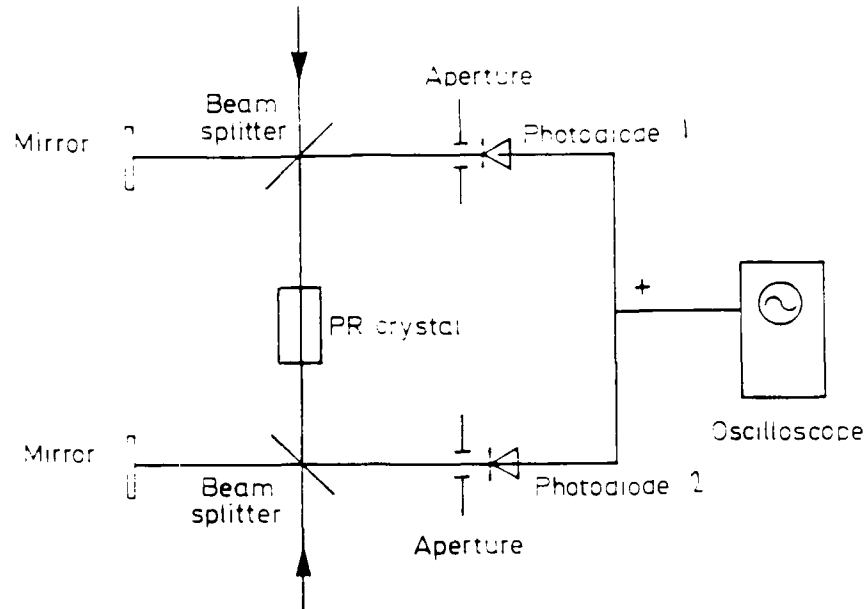 Aperture
Beam
splitter
Mirror
Photodiode 1
+
PR crystal
Oscilloscope
Mirror
Beam
splitter
Photodiode 2
Aperture